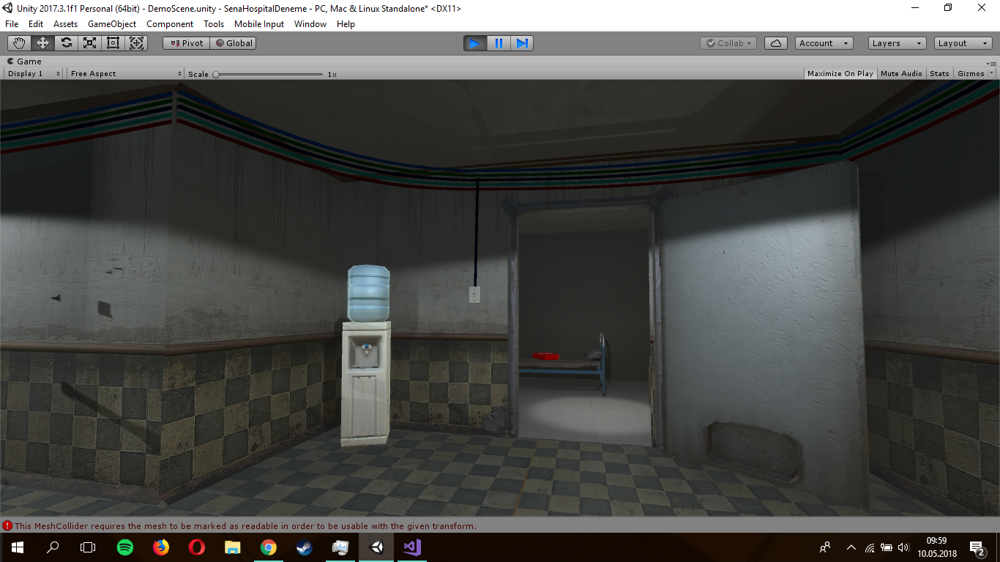 Unity 2017.3.1f1 Personal (64bit) - DemoScene.unity - SenaHospitalDeneme - PC, Mac & Linux Standalone* <DX11>
File Edit Assets GameObject Component Tools Mobile Input Window Help
Pivot Global Collab Account Layers Layout
Game
Display 1 Free Aspect Scale 1x Maximize On Play Mute Audio Stats Gizmos
This MeshCollider requires the mesh to be marked as readable in order to be usable with the given transform.
09:59
10.05.2018
2